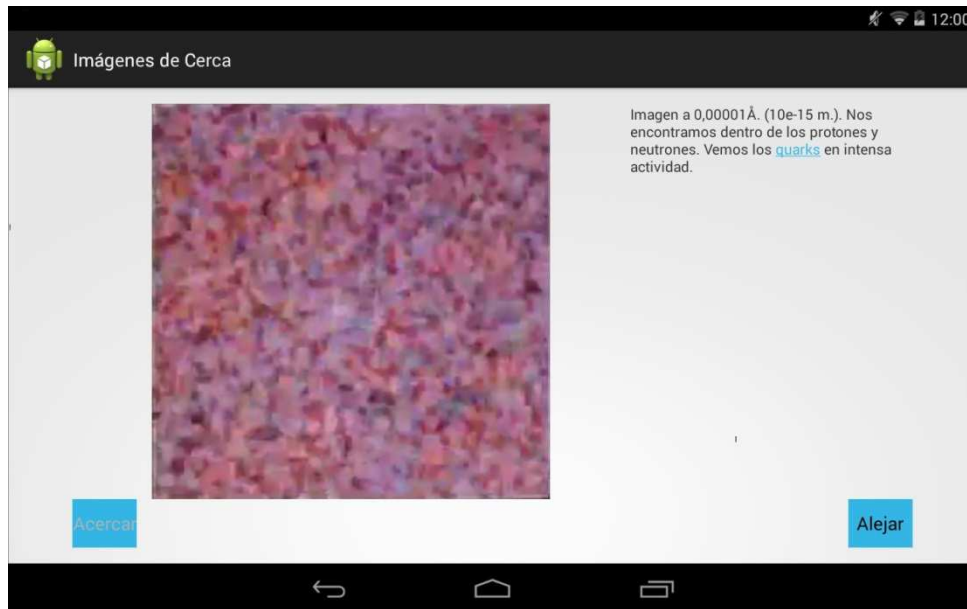 12:00
Imágenes de Cerca
Imagen a 0,00001Å. (10e-15 m.). Nos
encontramos dentro de los protones y
neutrones. Vemos los quarks en intensa
actividad.
Acercar
Alejar